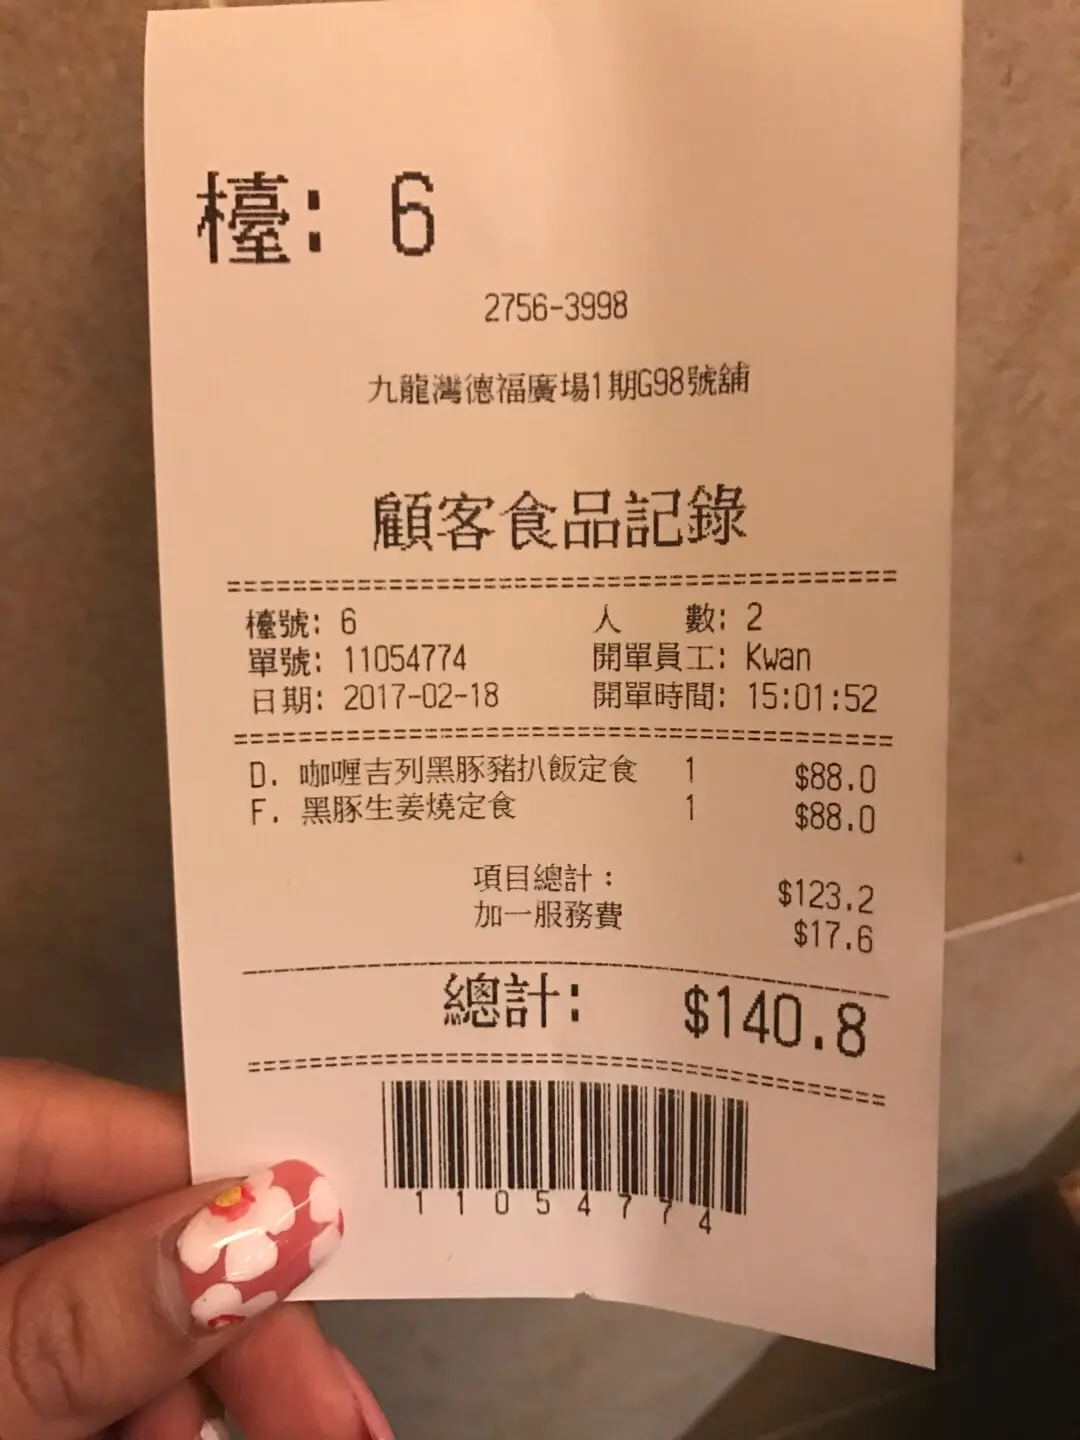 檯: 6
2756-3998
九龍灣德福廣場1期G98號舖
顧客食品記錄
檯號: 6 人 數: 2
單號: 11054774 開單員工: Kwan
日期: 2017-02-18 開單時間: 15:01:52
D. 咖喱吉列黑豚豬扒飯定食 1 $88.0
F. 黑豚生姜燒定食 1 $88.0
項目總計: $123.2
加一服務費 $17.6
總計: $140.8
11054774